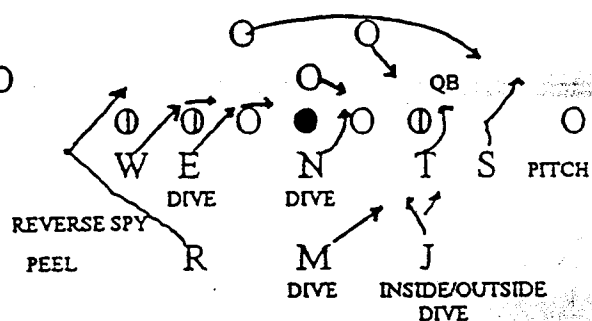 QB
W E N T S PITCH
DIVE DIVE
REVERSE SPY
PEEL R M J
DIVE INSIDE/OUTSIDE
DIVE